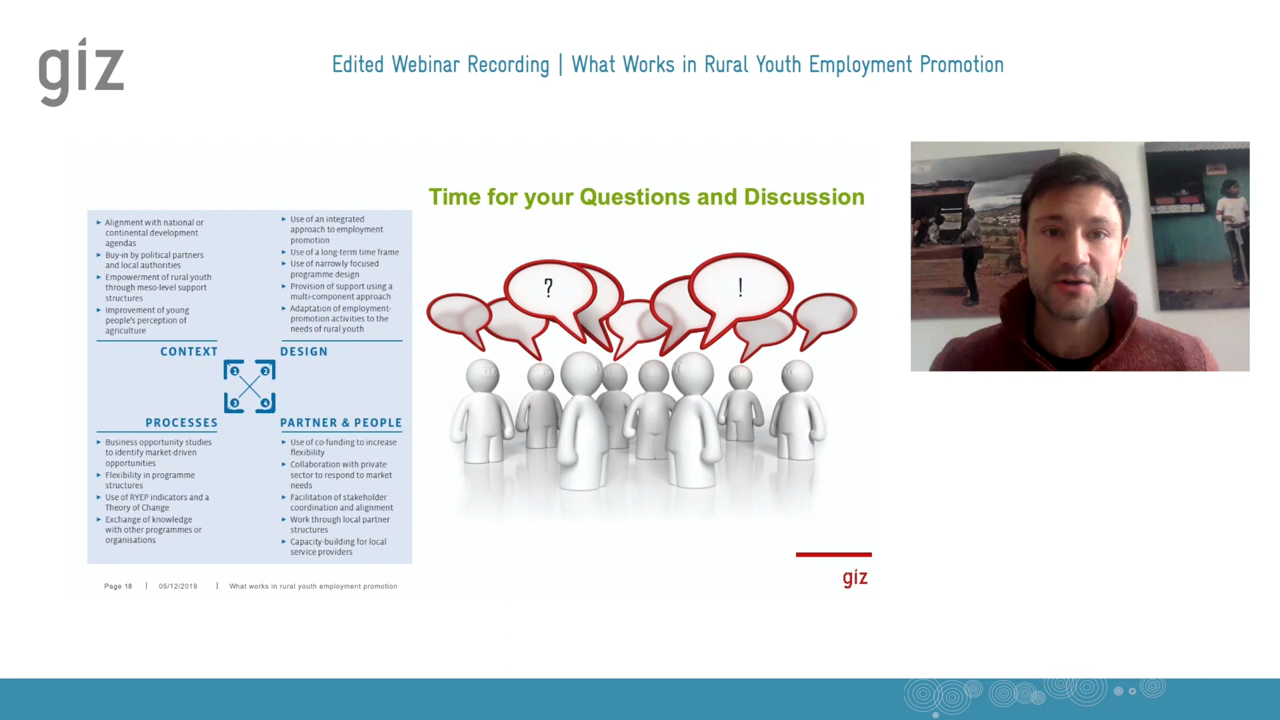 giz
Edited Webinar Recording | What Works in Rural Youth Employment Promotion
Time for your Questions and Discussion
▸ Alignment with national or
continental development
agendas
▸ Buy-in by political partners
and local authorities
▸ Empowerment of rural youth
through meso-level support
structures
▸ Improvement of young
people's perception of
agriculture
CONTEXT
▸ Use of an integrated
approach to employment
promotion
▸ Use of a long-term time frame
▸ Use of narrowly focused
programme design
▸ Provision of support using a
multi-component approach
▸ Adaptation of employment-
promotion activities to the
needs of rural youth
DESIGN
1 2
3 4
PROCESSES
▸ Business opportunity studies
to identify market-driven
opportunities
▸ Flexibility in programme
structures
▸ Use of RYEP indicators and a
Theory of Change
▸ Exchange of knowledge
with other programmes or
organisations
PARTNER & PEOPLE
▸ Use of co-funding to increase
flexibility
▸ Collaboration with private
sector to respond to market
needs
▸ Facilitation of stakeholder
coordination and alignment
▸ Work through local partner
structures
▸ Capacity-building for local
service providers
?
!
giz
Page 18 | 05/12/2019 | What works in rural youth employment promotion